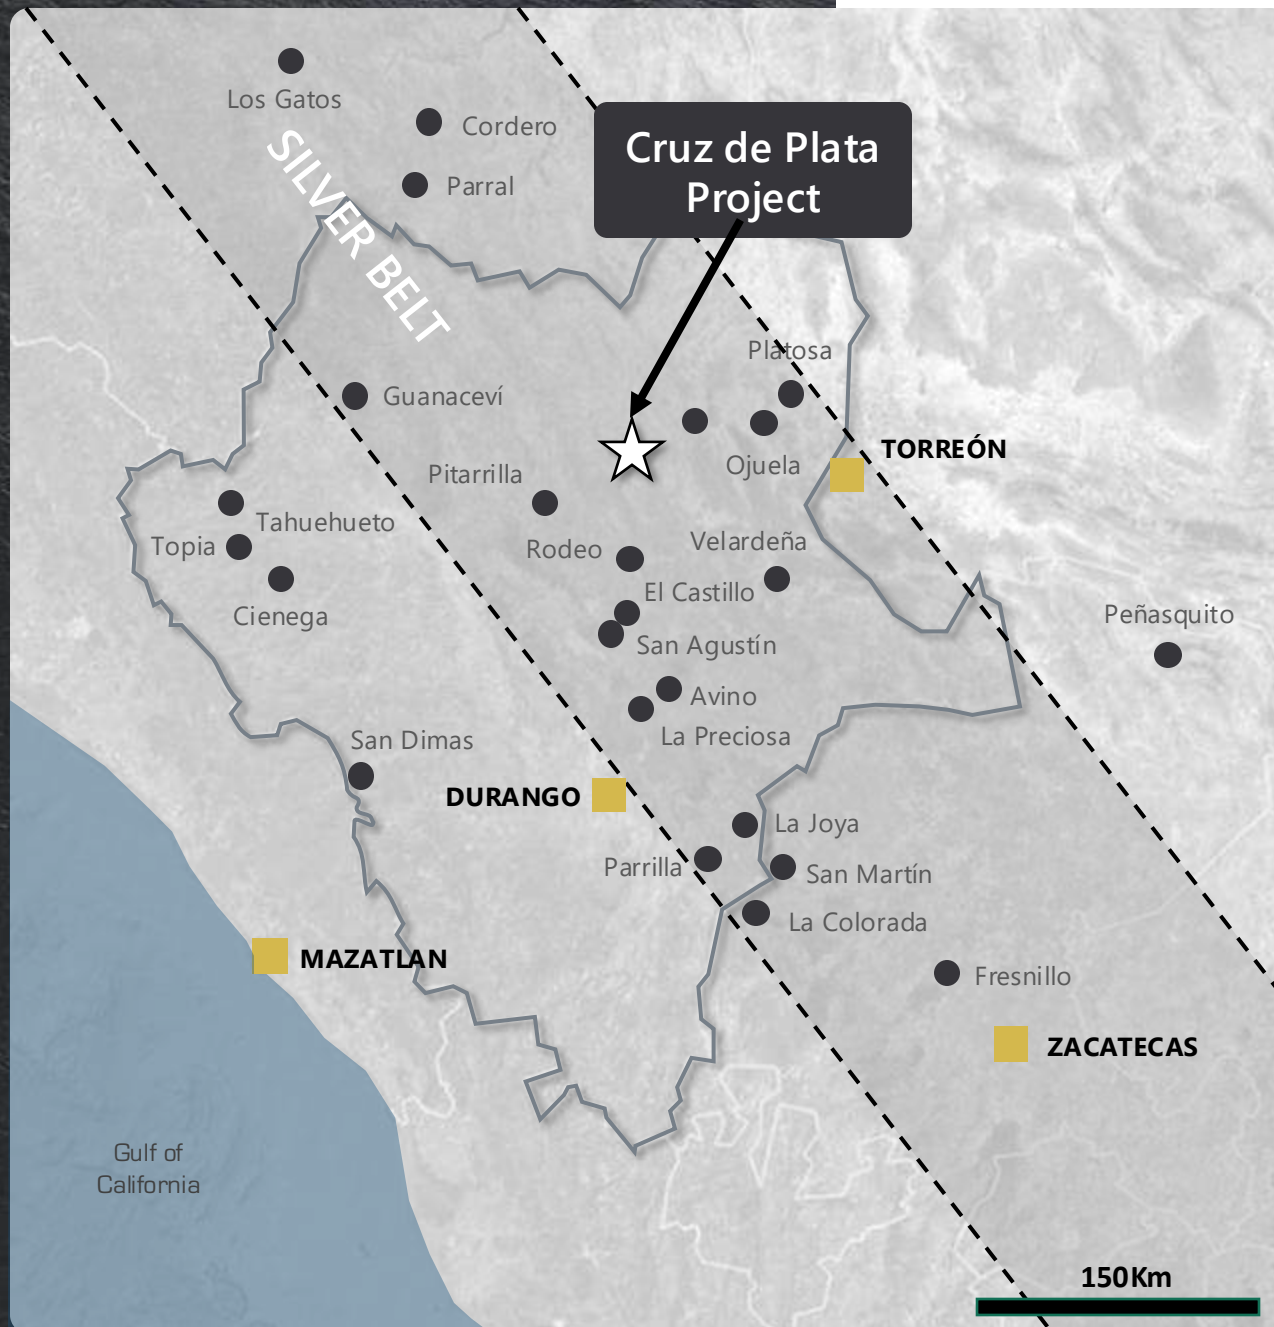 Los Gatos
Cordero
Parral
SILVER BELT
Cruz de Plata
Project
Platosa
Guanaceví
Ojuela
TORREÓN
Pitarrilla
Tahuehueto
Topia
Rodeo
Velardeña
El Castillo
Cienega
Peñasquito
San Agustín
Avino
La Preciosa
San Dimas
DURANGO
La Joya
Parrilla
San Martín
La Colorada
MAZATLAN
Fresnillo
ZACATECAS
Gulf of
California
150Km